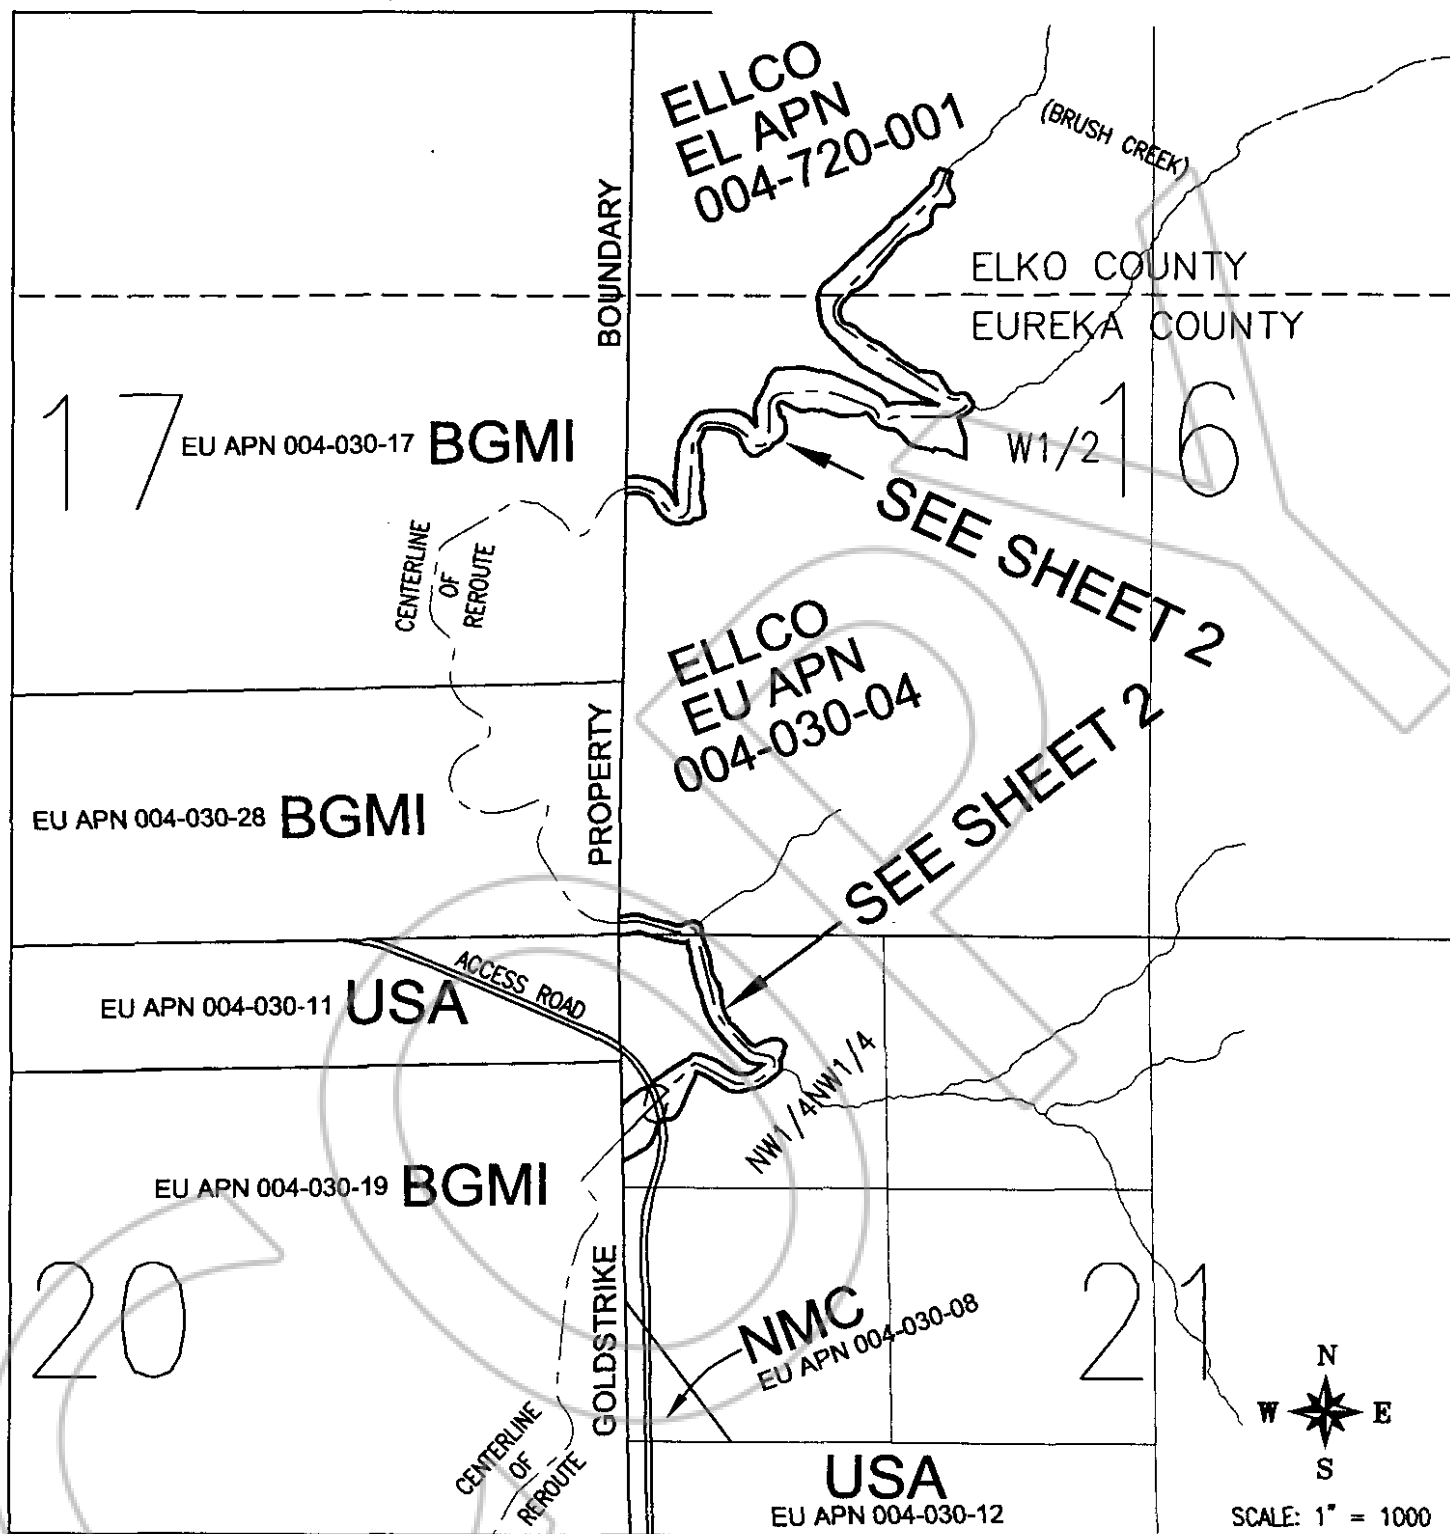 ELLCO
EL APN
004-720-001
(BRUSH CREEK)
BOUNDARY
ELKO COUNTY
EUREKA COUNTY
17
EU APN 004-030-17 BGMI
W1/2
16
SEE SHEET 2
CENTERLINE
OF
REROUTE
ELLCO
EU APN
004-030-04
PROPERTY
SEE SHEET 2
EU APN 004-030-28 BGMI
ACCESS ROAD
EU APN 004-030-11 USA
NW1/4NW1/4
EU APN 004-030-19 BGMI
20
GOLDSTRIKE
NMC
EU APN 004-030-08
21
CENTERLINE
OF
REROUTE
USA
EU APN 004-030-12
N
W E
S
SCALE: 1" = 1000
COPY